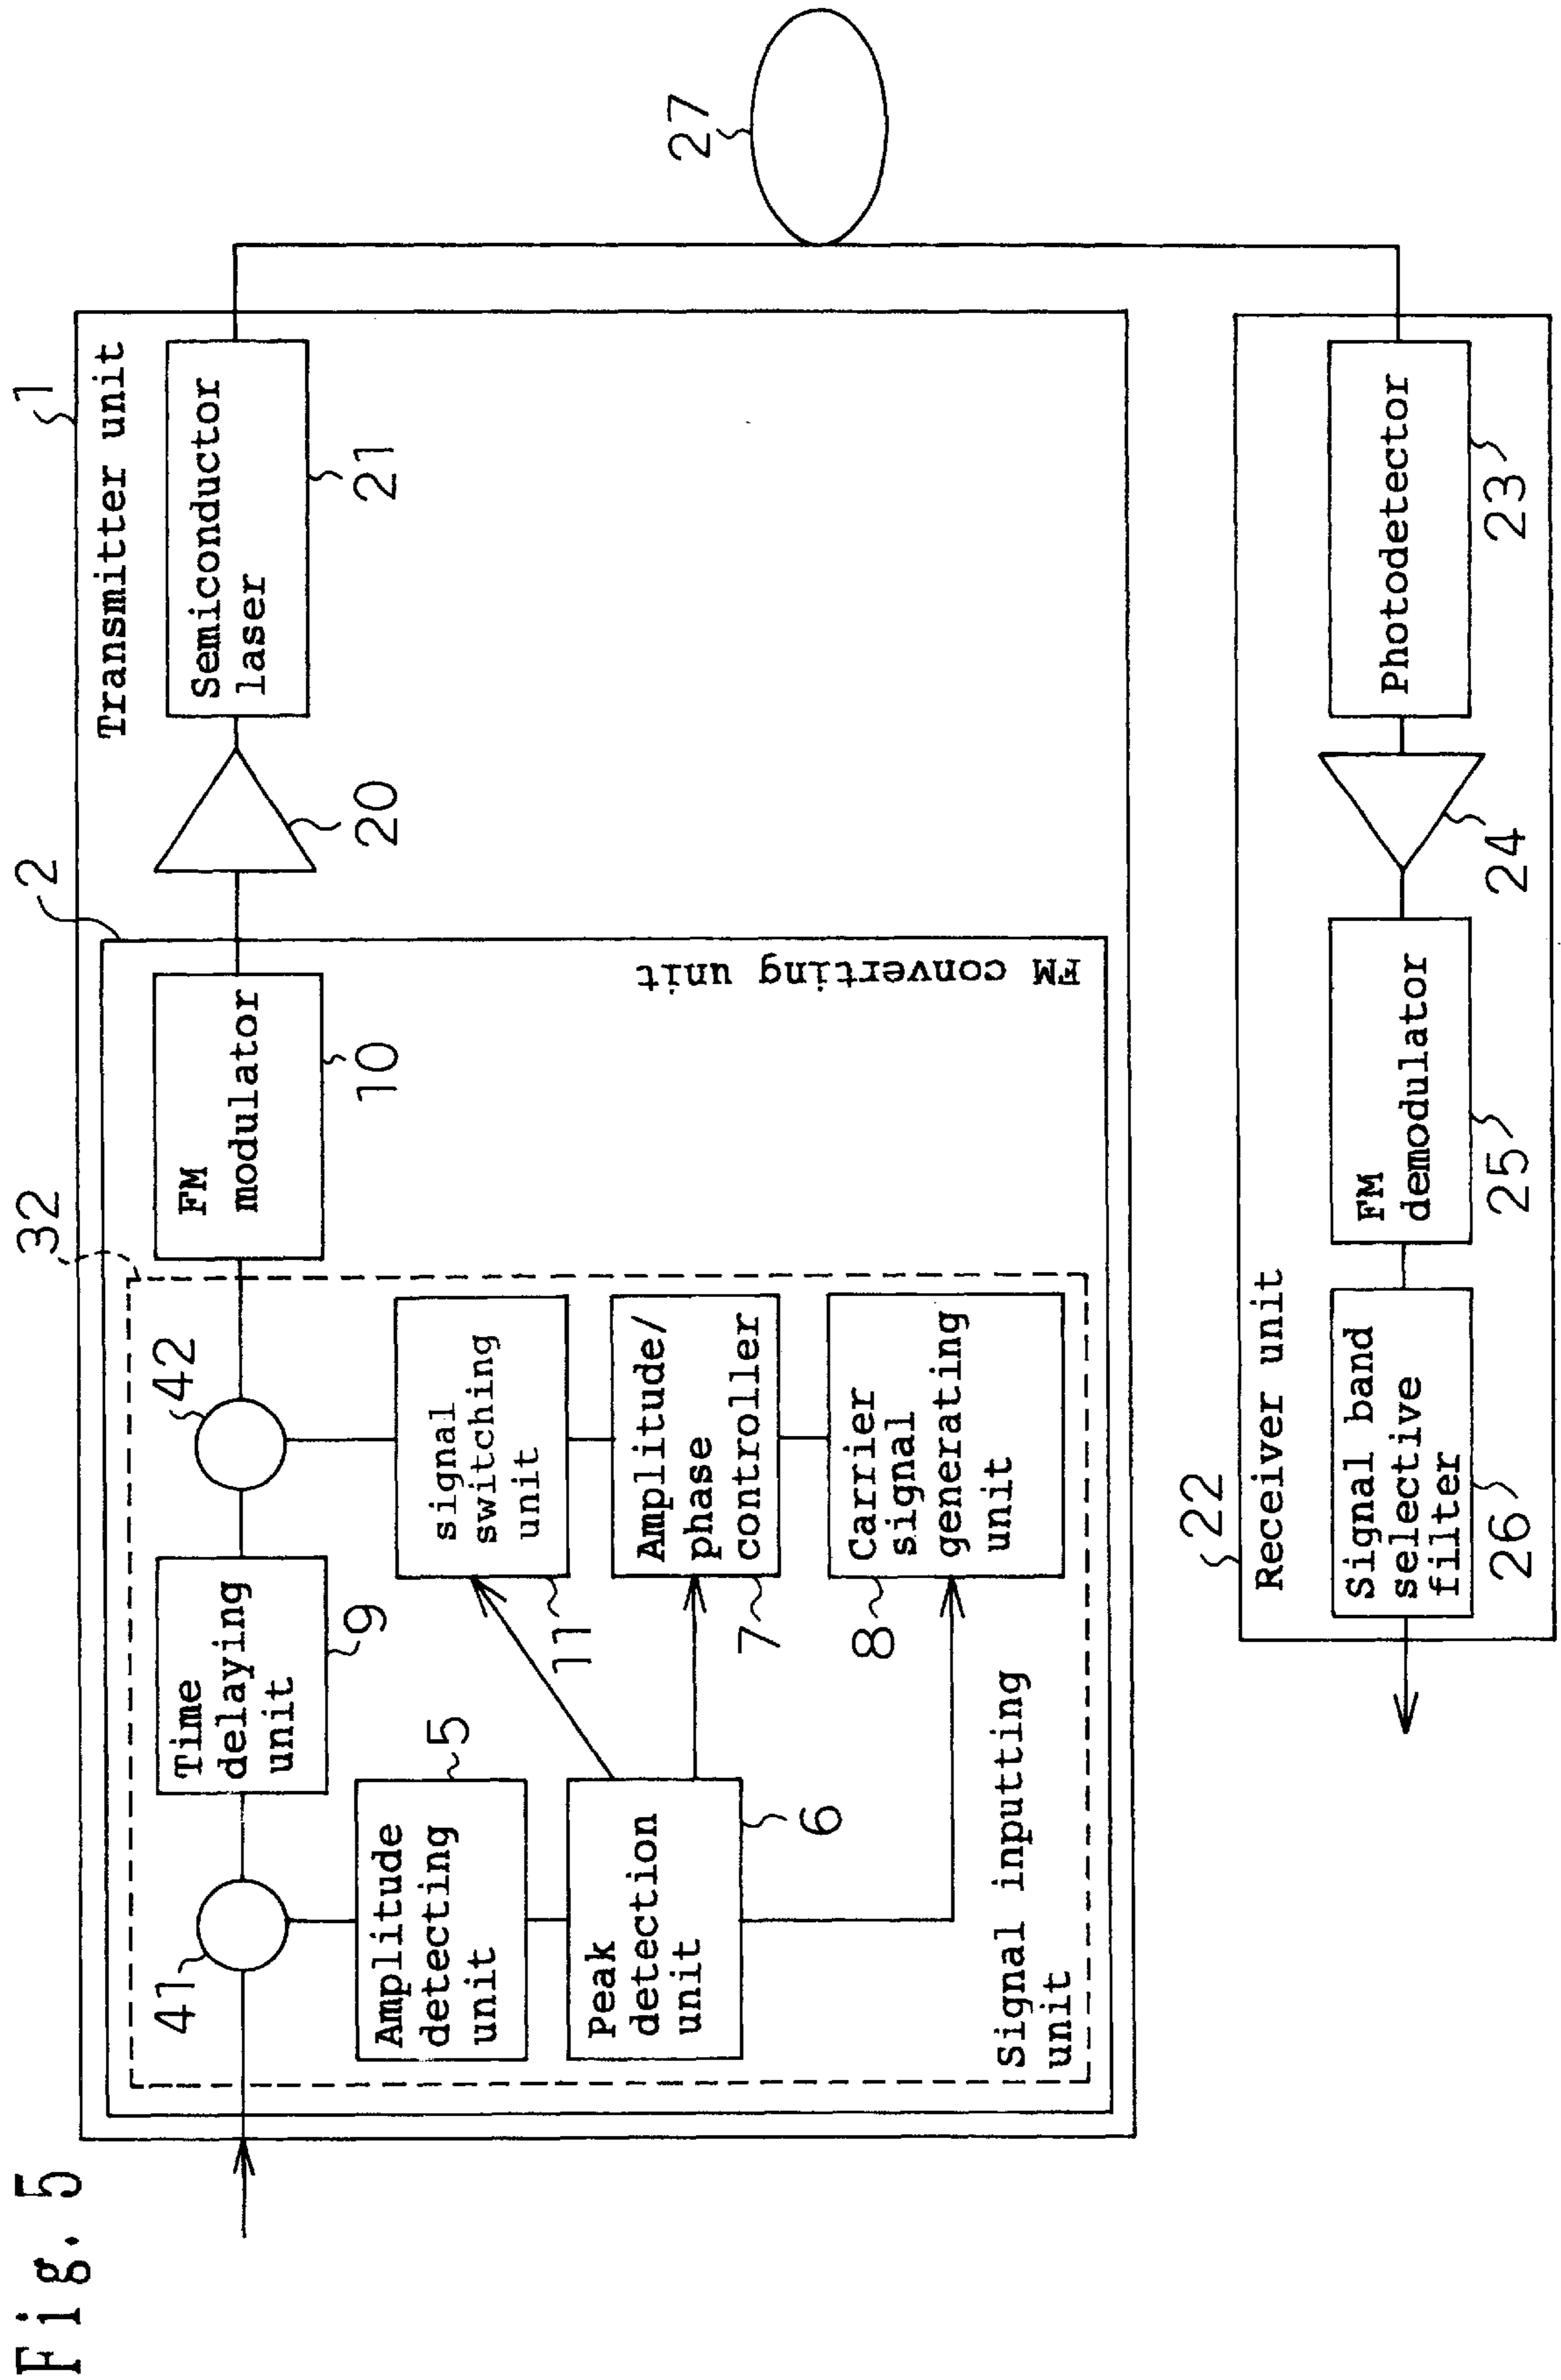 Fig. 5
1
Transmitter unit
2
FM converting unit
32
Signal inputting
unit
41
Time
delaying
unit
9
42
FM
modulator
10
20
Semiconductor
laser
21
Amplitude
detecting
unit
5
Peak
detection
unit
6
signal
switching
unit
11
Amplitude/
phase
controller
7
Carrier
signal
generating
unit
8
27
22
Receiver unit
Signal band
selective
filter
26
FM
demodulator
25
24
Photodetector
23